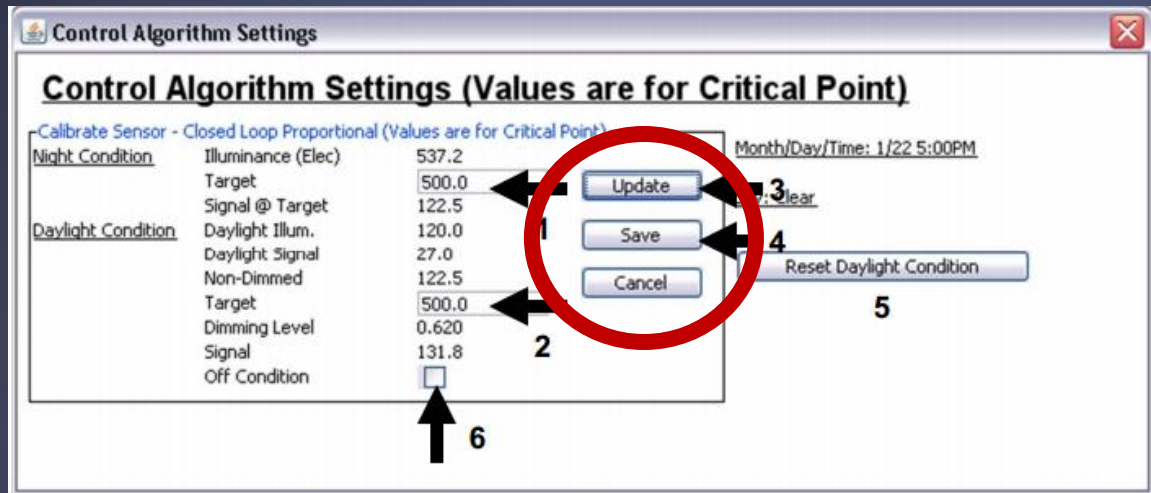 Control Algorithm Settings
Control Algorithm Settings (Values are for Critical Point)
Calibrate Sensor - Closed Loop Proportional (Values are for Critical Point)
Night Condition Illuminance (Elec) 537.2
Month/Day/Time: 1/22 5:00PM
Target 500.0 Update 3
Clear
Signal @ Target 122.5
1
Daylight Condition Daylight Illum. 120.0 Save 4
Daylight Signal 27.0
Reset Daylight Condition
Non-Dimmed 122.5 Cancel
Target 500.0
5
Dimming Level 0.620
Signal 131.8 2
Off Condition
6